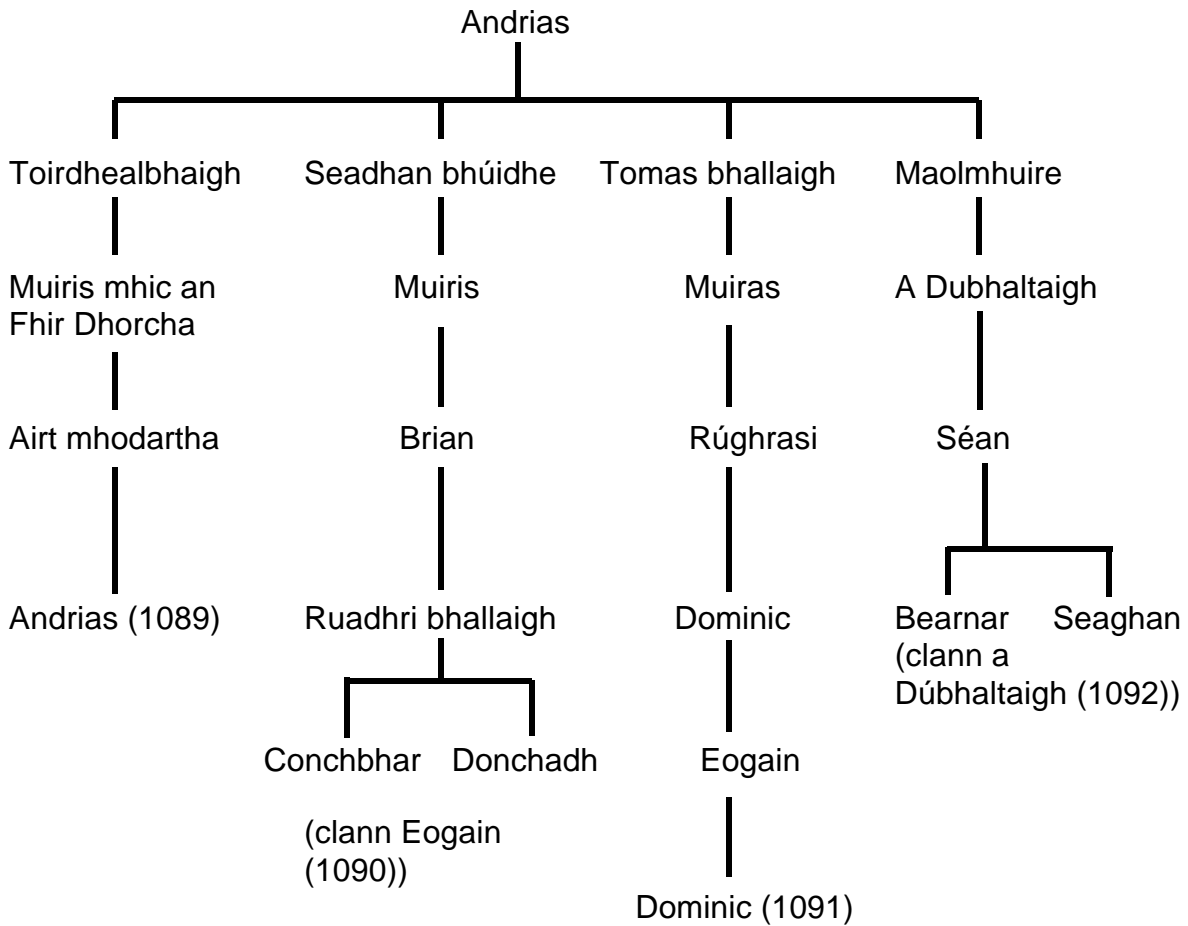 Andrias
Toirdhealbhaigh Seadhan bhúidhe Tomas bhallaigh Maolmhuire
Muiris mhic an
Fhir Dhorcha
Muiris Muiras A Dubhaltaigh
Airt mhodartha Brian Rúghrasi Séan
Andrias (1089) Ruadhri bhallaigh Dominic
Bearnar
(clann a
Dúbhaltaigh (1092))
Seaghan
Conchbhar Donchadh Eogain
(clann Eogain
(1090))
Dominic (1091)